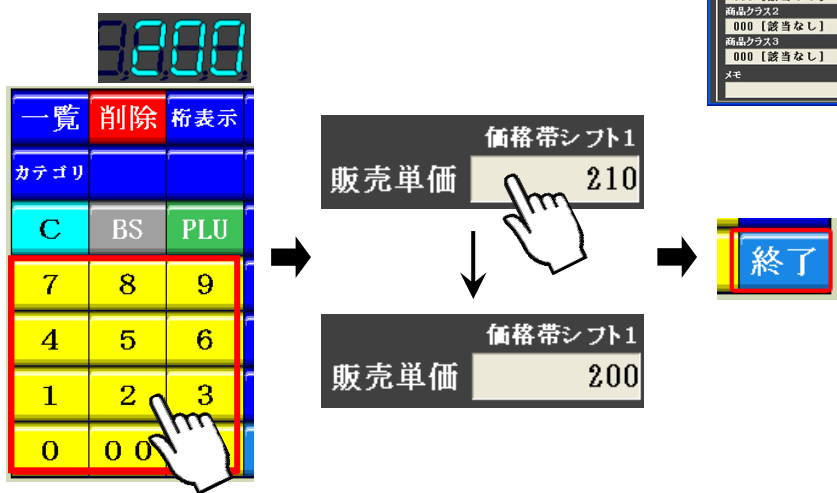 商品クラス2
000 [該当なし]
商品クラス3
000 [該当なし]
メモ
200
一覧 削除 桁表示
カテゴリ
C BS PLU
7 8 9
4 5 6
1 2 3
0 00
価格帯シフト1
販売単価 210
価格帯シフト1
販売単価 200
終了